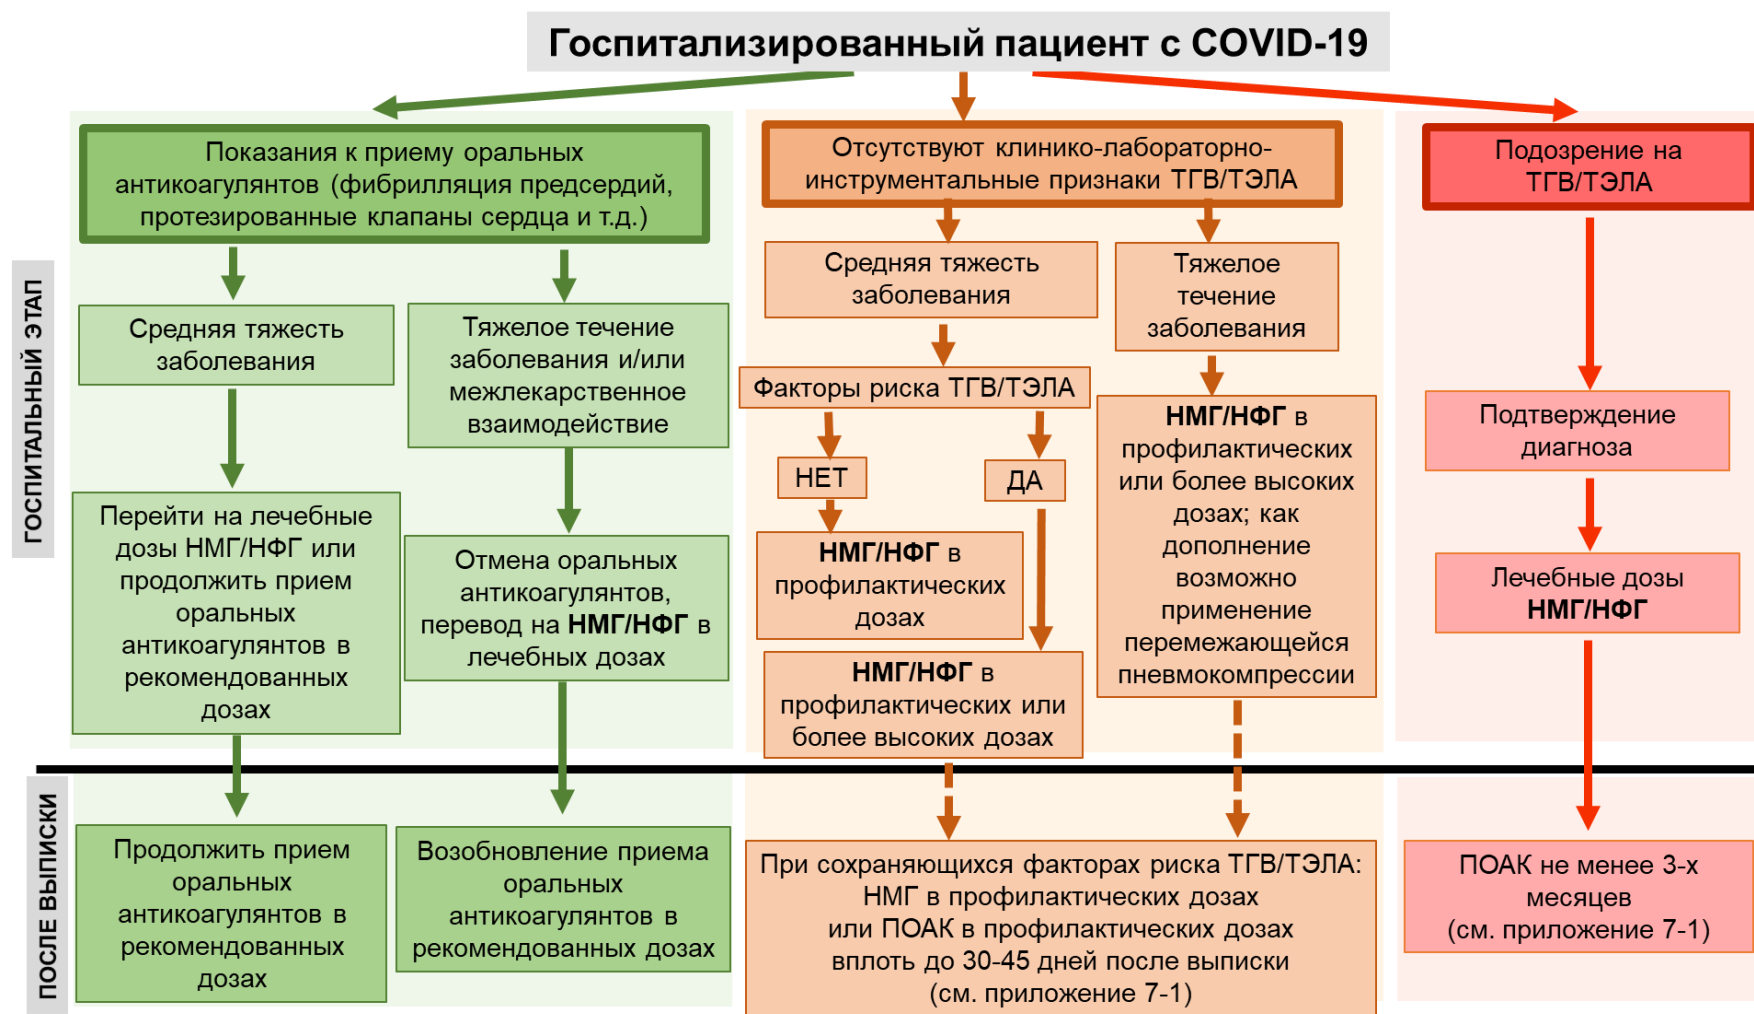 Госпитализированный пациент с COVID-19
ГОСПИТАЛЬНЫЙ ЭТАП
Показания к приему оральных
антикоагулянтов (фибрилляция предсердий,
протезированные клапаны сердца и т.д.)
Средняя тяжесть
заболевания
Перейти на лечебные
дозы НМГ/НФГ или
продолжить прием
оральных
антикоагулянтов в
рекомендованных
дозах
Тяжелое течение
заболевания и/или
межлекарственное
взаимодействие
Отмена оральных
антикоагулянтов,
перевод на НМГ/НФГ в
лечебных дозах
Отсутствуют клинико-лабораторно-
инструментальные признаки ТГВ/ТЭЛА
Средняя тяжесть
заболевания
Факторы риска ТГВ/ТЭЛА
НЕТ
ДА
НМГ/НФГ в
профилактических
дозах
НМГ/НФГ в
профилактических или
более высоких дозах
Тяжелое
течение
заболевания
НМГ/НФГ в
профилактических
или более высоких
дозах; как
дополнение
возможно
применение
перемежающейся
пневмокомпрессии
Подозрение на
ТГВ/ТЭЛА
Подтверждение
диагноза
Лечебные дозы
НМГ/НФГ
ПОСЛЕ ВЫПИСКИ
Продолжить прием
оральных
антикоагулянтов в
рекомендованных
дозах
Возобновление приема
оральных
антикоагулянтов в
рекомендованных дозах
При сохраняющихся факторах риска ТГВ/ТЭЛА:
НМГ в профилактических дозах
или ПОАК в профилактических дозах
вплоть до 30-45 дней после выписки
(см. приложение 7-1)
ПОАК не менее 3-х
месяцев
(см. приложение 7-1)